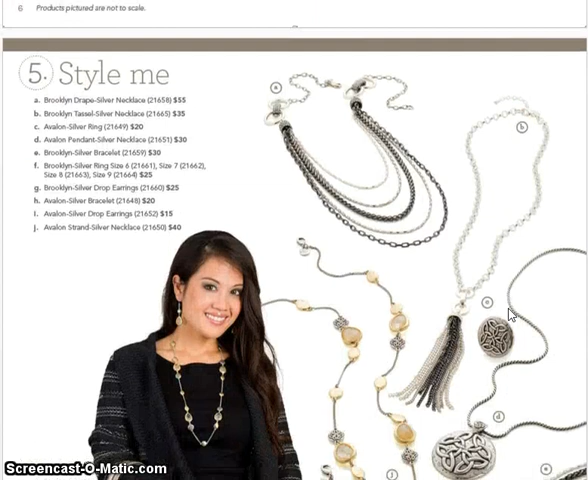 6 Products pictured are not to scale.
5. Style me
a. Brooklyn Drape-Silver Necklace (21658) $55
b. Brooklyn Tassel-Silver Necklace (21665) $35
c. Avalon-Silver Ring (21649) $20
d. Avalon Pendant-Silver Necklace (21651) $30
e. Brooklyn-Silver Bracelet (21659) $30
f. Brooklyn-Silver Ring Size 6 (21661), Size 7 (21662),
Size 8 (21663), Size 9 (21664) $25
g. Brooklyn-Silver Drop Earrings (21660) $25
h. Avalon-Silver Bracelet (21648) $20
I. Avalon-Silver Drop Earrings (21652) $15
j. Avalon Strand-Silver Necklace (21650) $40
a
b
d
j
Screencast-O-Matic.com